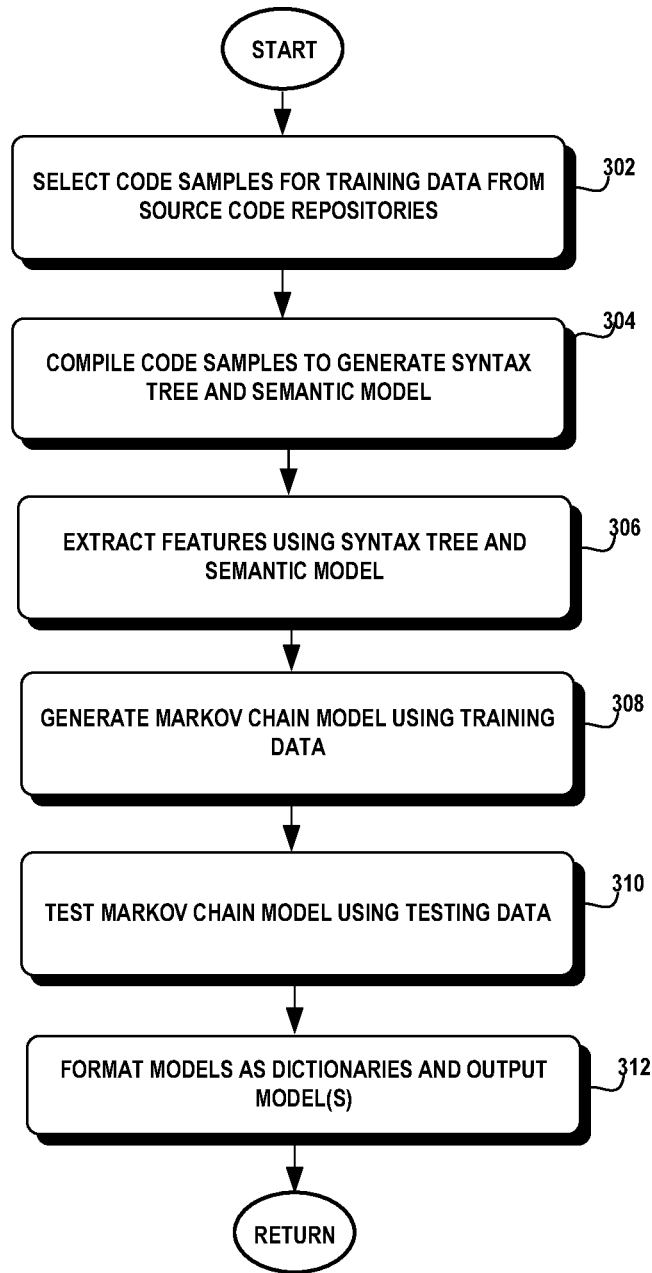 START
SELECT CODE SAMPLES FOR TRAINING DATA FROM
SOURCE CODE REPOSITORIES
302
COMPILE CODE SAMPLES TO GENERATE SYNTAX
TREE AND SEMANTIC MODEL
304
EXTRACT FEATURES USING SYNTAX TREE AND
SEMANTIC MODEL
306
GENERATE MARKOV CHAIN MODEL USING TRAINING
DATA
308
TEST MARKOV CHAIN MODEL USING TESTING DATA
310
FORMAT MODELS AS DICTIONARIES AND OUTPUT
MODEL(S)
312
RETURN